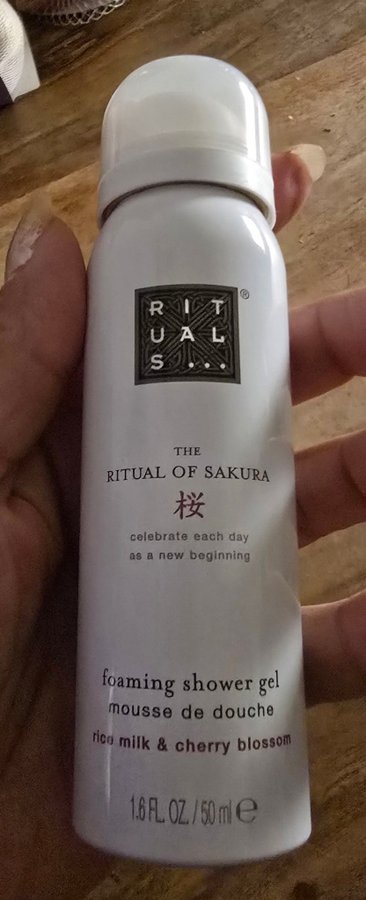 RIT
UAL
S...
®
THE
RITUAL OF SAKURA
桜
celebrate each day
as a new beginning
foaming shower gel
mousse de douche
rice milk & cherry blossom
1.6 FL. OZ. / 50 ml ℮